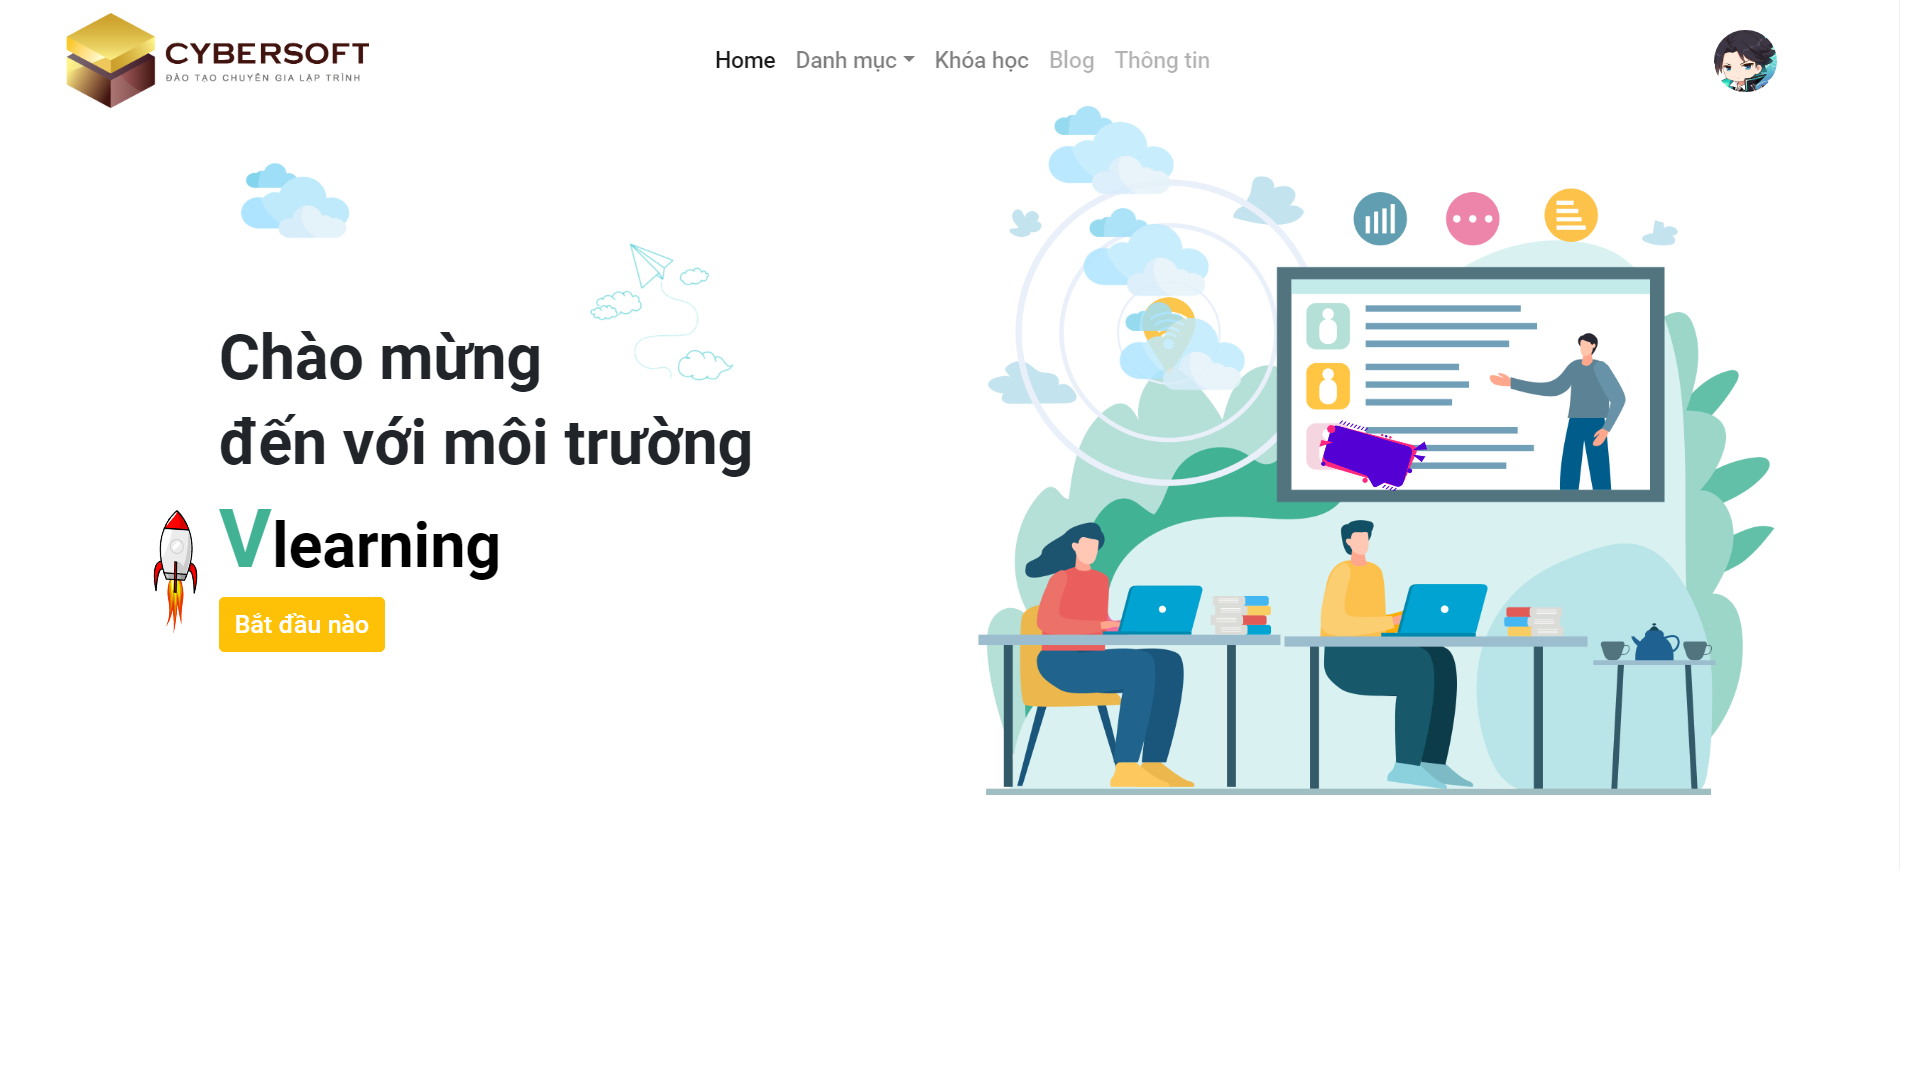 CYBERSOFT
ĐÀO TẠO CHUYÊN GIA LẬP TRÌNH
Home Danh mục Khóa học Blog Thông tin
Chào mừng
đến với môi trường
Vlearning
Bắt đầu nào